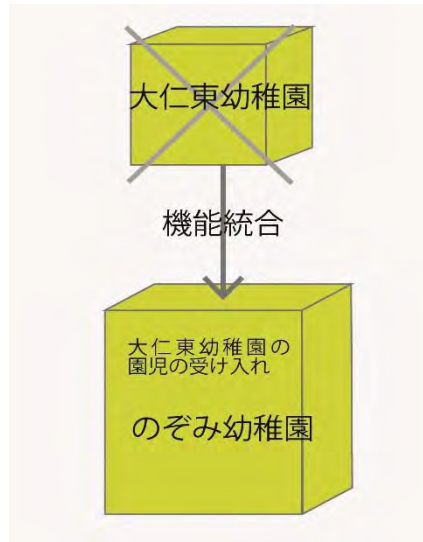 大仁東幼稚園
機能統合
大仁東幼稚園の
園児の受け入れ
のぞみ幼稚園